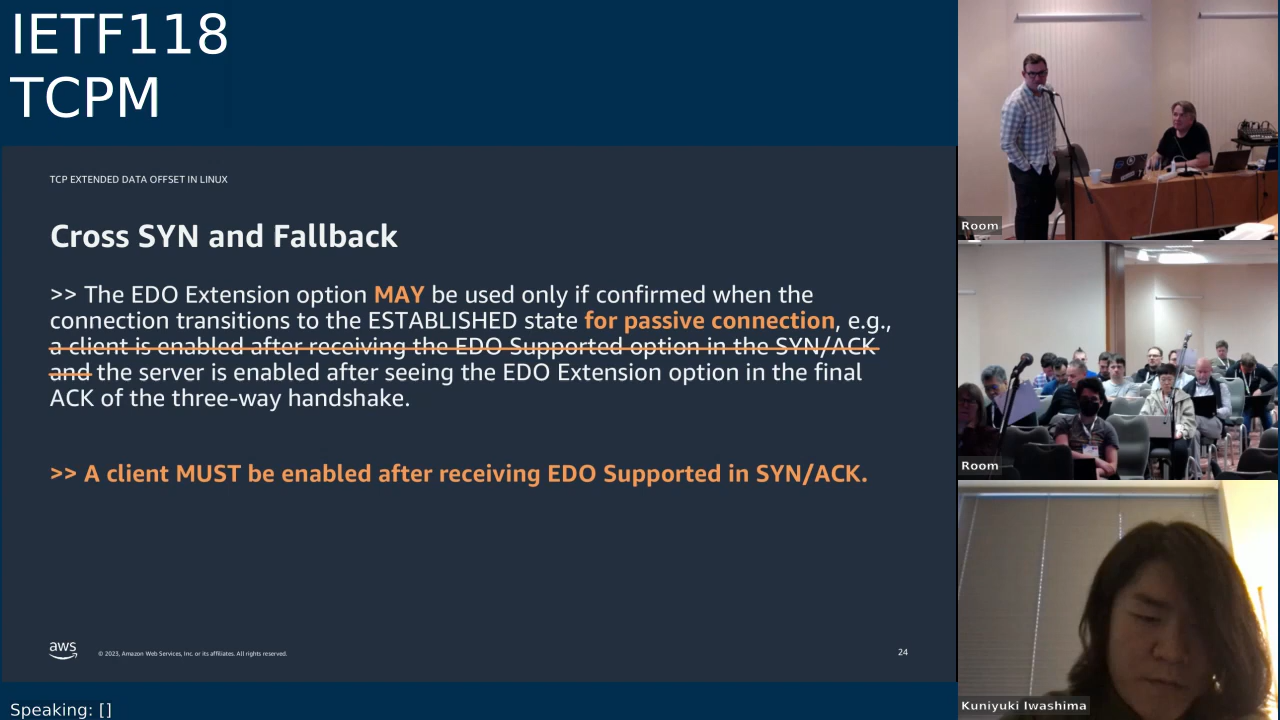 IETF118
TCPM
TCP EXTENDED DATA OFFSET IN LINUX
Cross SYN and Fallback
>> The EDO Extension option MAY be used only if confirmed when the
connection transitions to the ESTABLISHED state for passive connection, e.g.,
a client is enabled after receiving the EDO Supported option in the SYN/ACK
and the server is enabled after seeing the EDO Extension option in the final
ACK of the three-way handshake.
>> A client MUST be enabled after receiving EDO Supported in SYN/ACK.
aws
© 2023, Amazon Web Services, Inc. or its affiliates. All rights reserved.
24
Speaking: []
Room
Room
Kuniyuki Iwashima